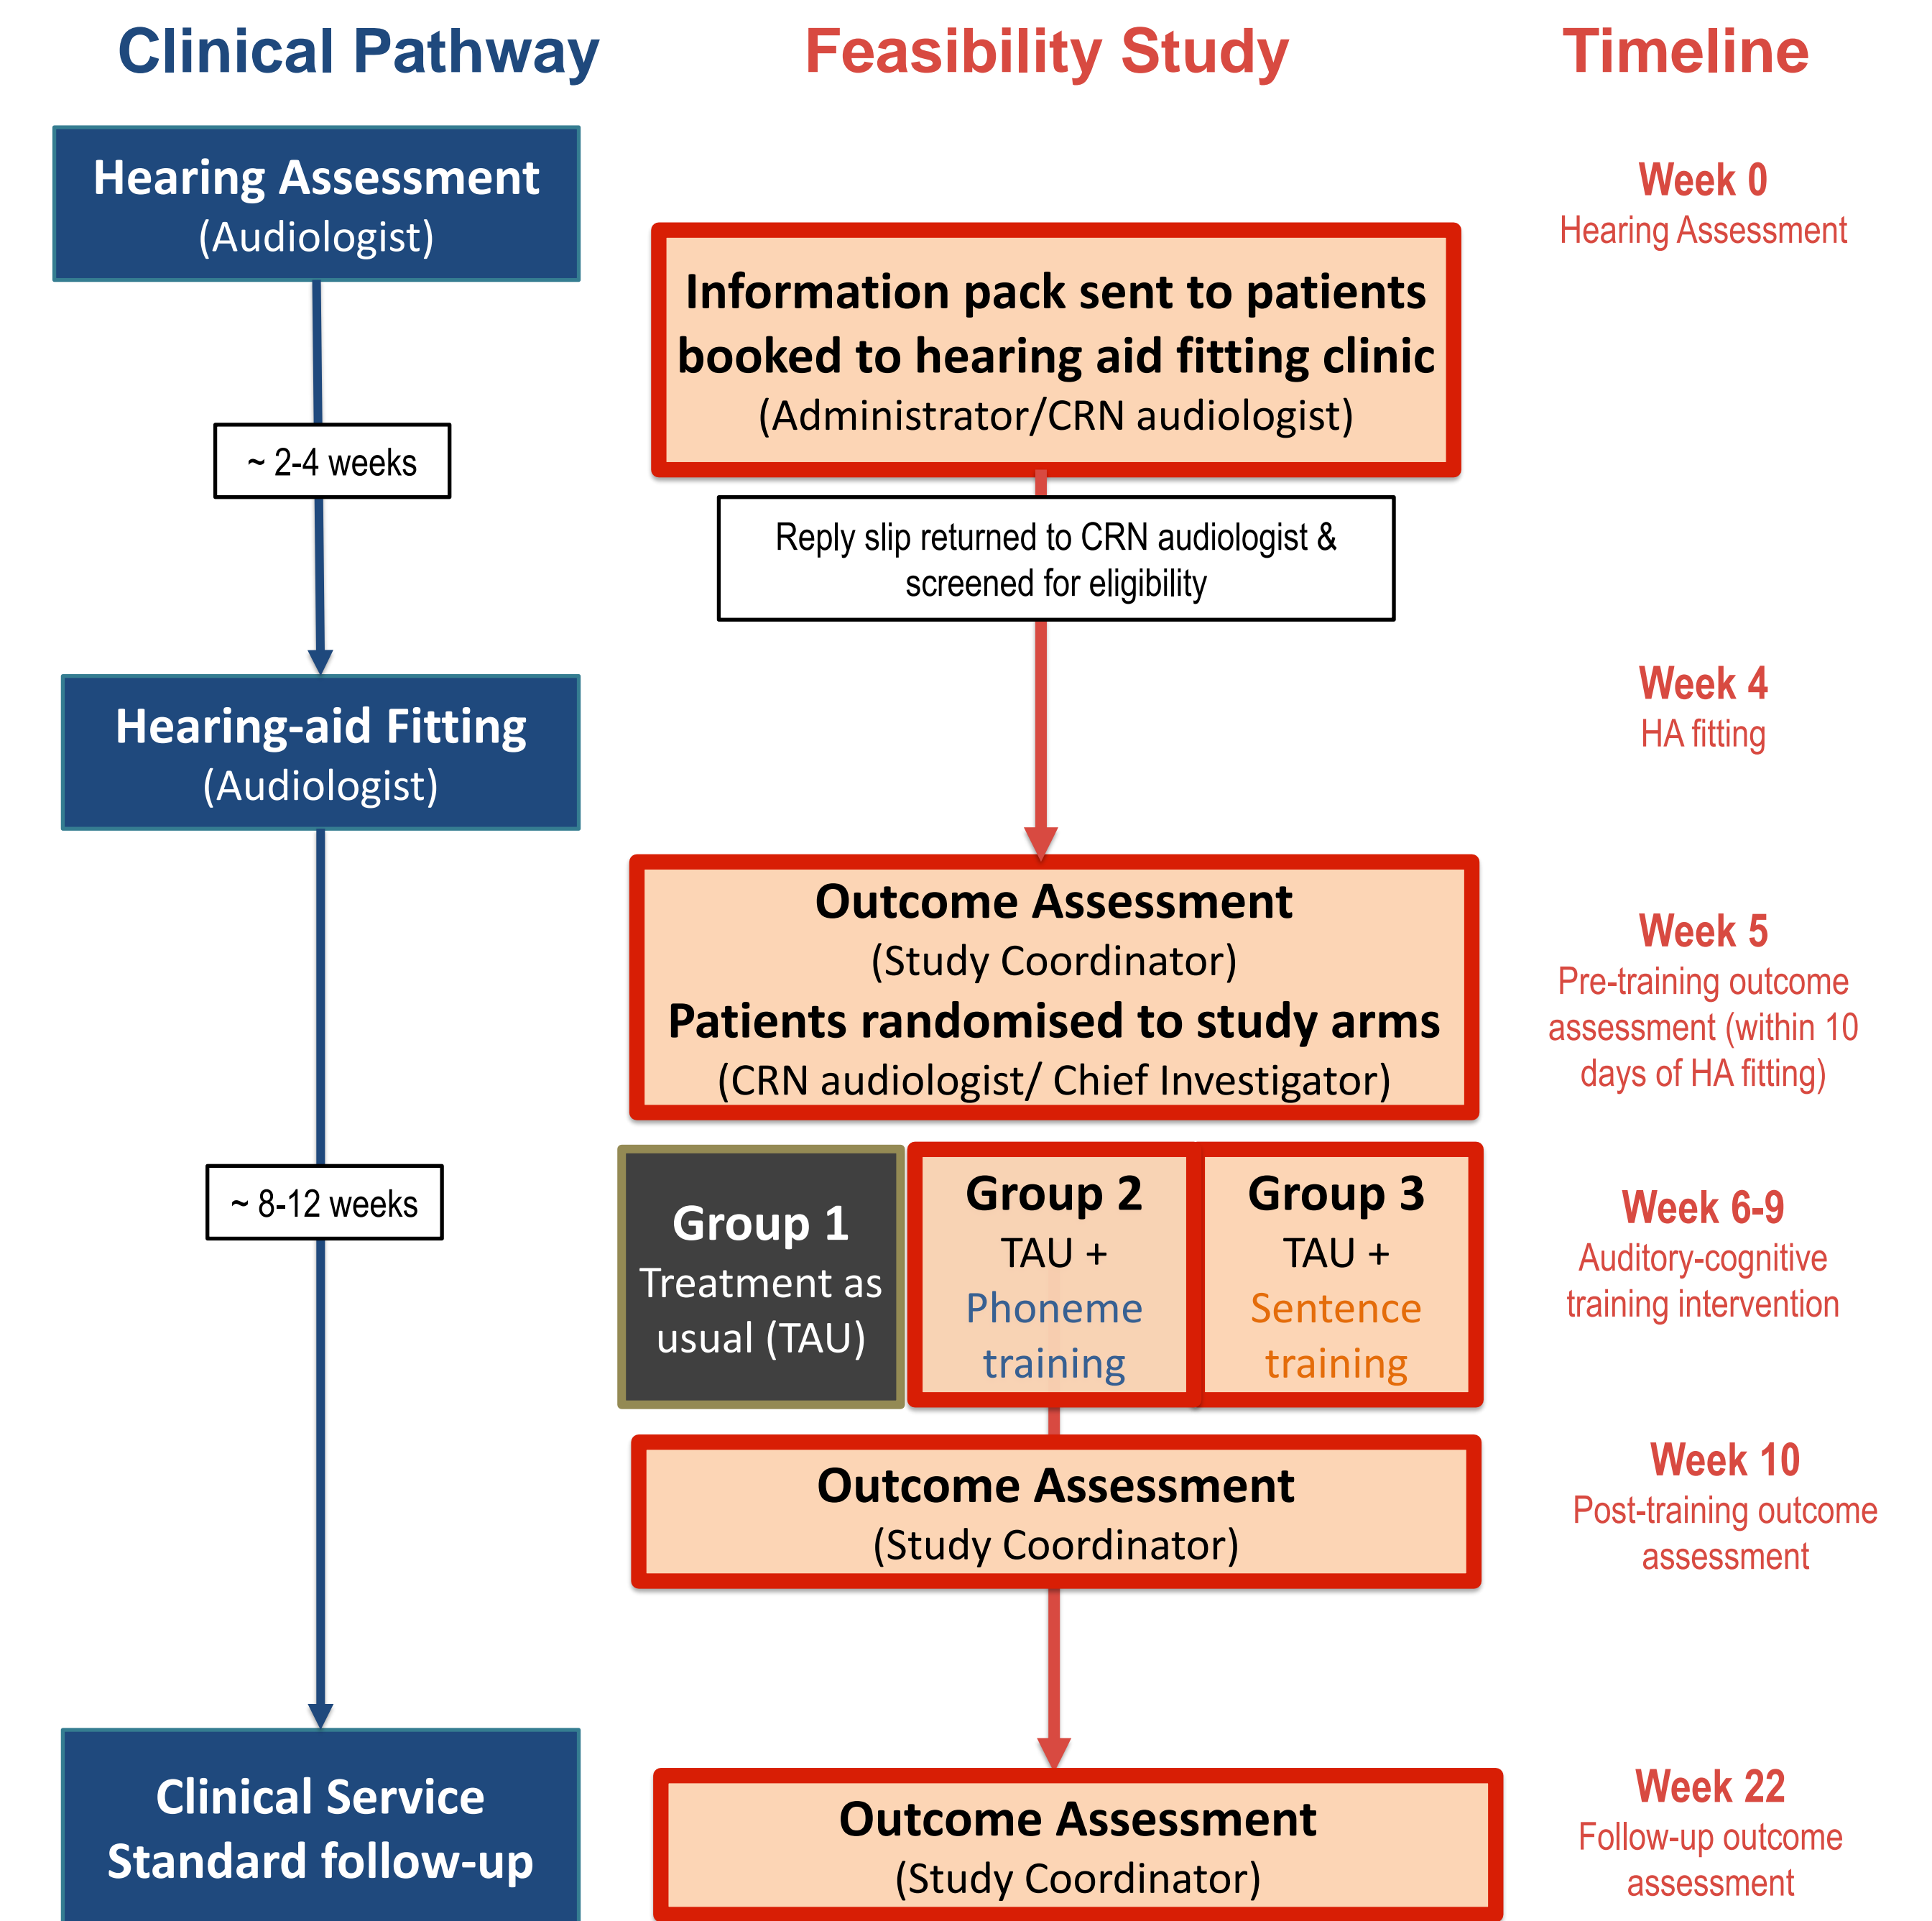 Clinical Pathway
Feasibility Study
Timeline
Hearing Assessment
(Audiologist)
Week 0
Hearing Assessment
Information pack sent to patients
booked to hearing aid fitting clinic
(Administrator/CRN audiologist)
~ 2-4 weeks
Reply slip returned to CRN audiologist &
screened for eligibility
Hearing-aid Fitting
(Audiologist)
Week 4
HA fitting
Outcome Assessment
(Study Coordinator)
Patients randomised to study arms
(CRN audiologist/ Chief Investigator)
Week 5
Pre-training outcome
assessment (within 10
days of HA fitting)
~ 8-12 weeks
Group 1
Treatment as
usual (TAU)
Group 2
TAU +
Phoneme
training
Group 3
TAU +
Sentence
training
Week 6-9
Auditory-cognitive
training intervention
Outcome Assessment
(Study Coordinator)
Week 10
Post-training outcome
assessment
Clinical Service
Standard follow-up
Outcome Assessment
(Study Coordinator)
Week 22
Follow-up outcome
assessment